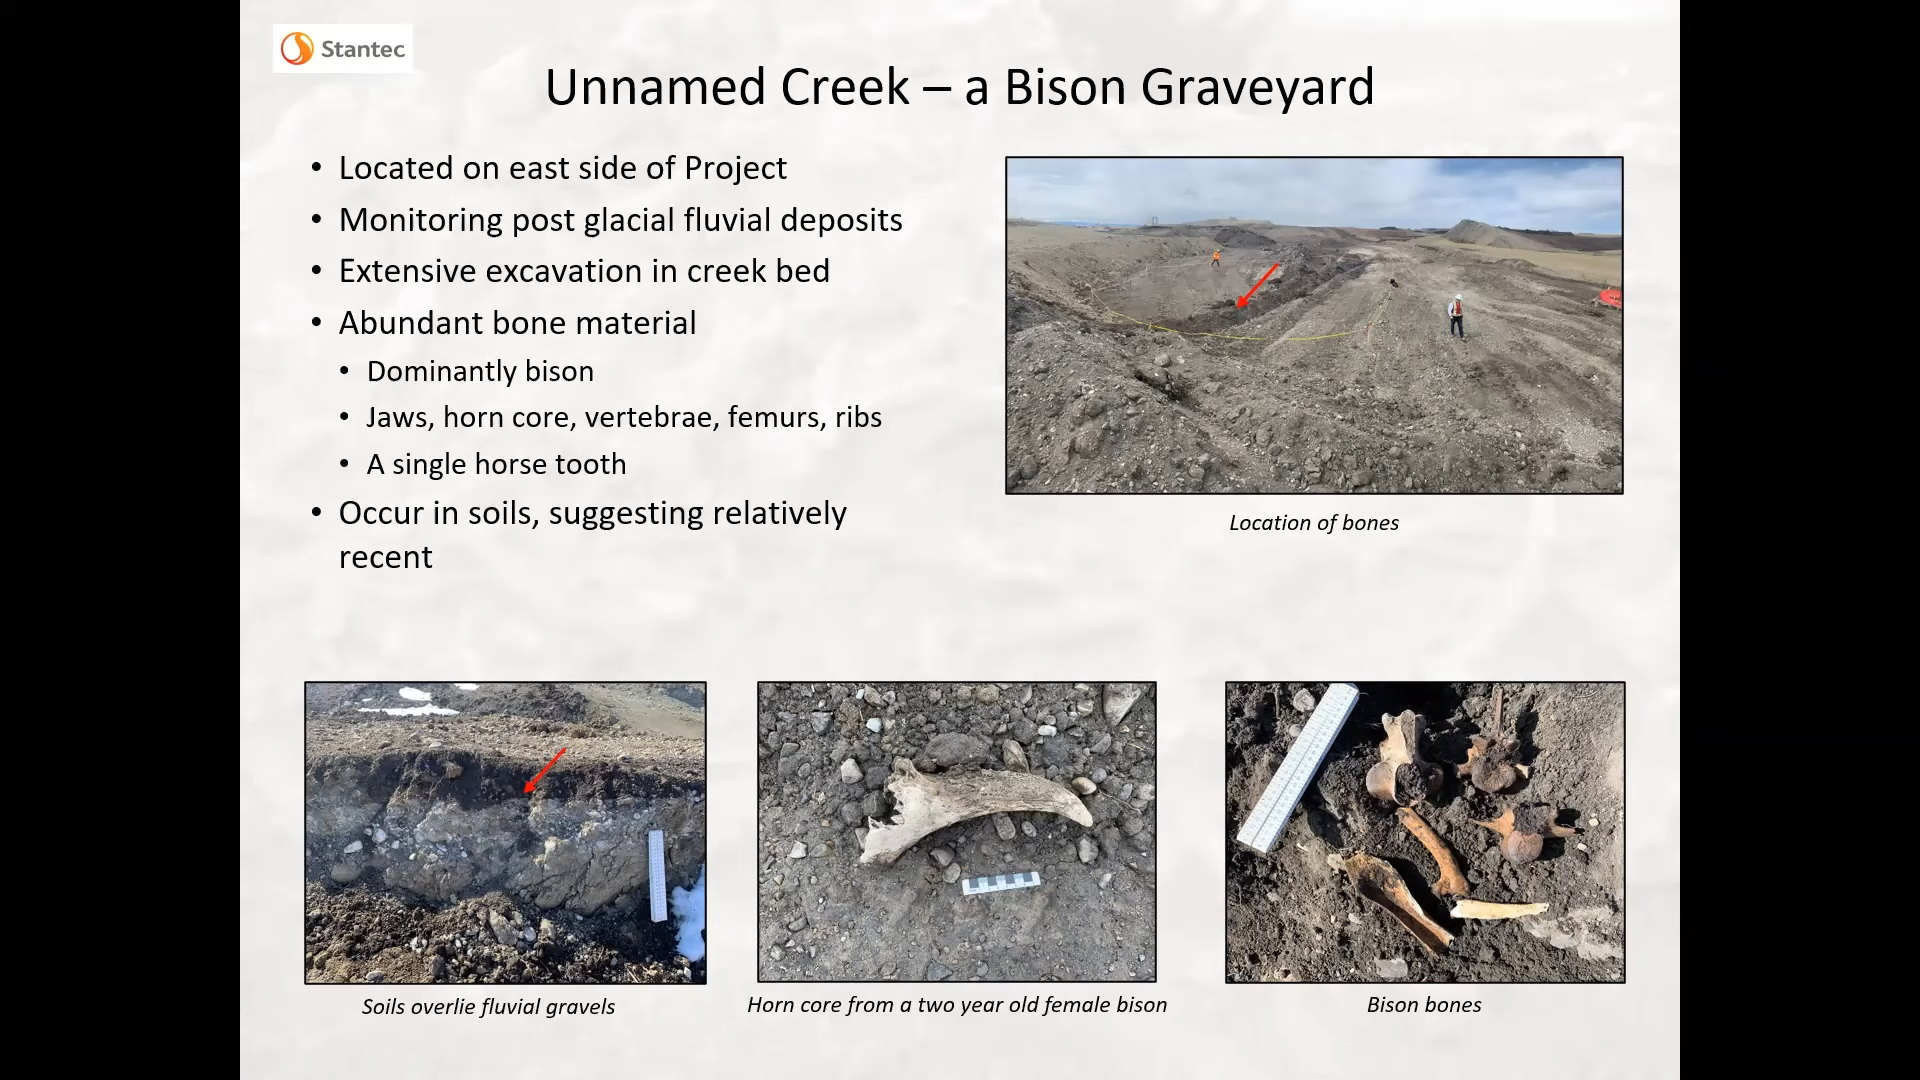 Stantec
Unnamed Creek – a Bison Graveyard
• Located on east side of Project
• Monitoring post glacial fluvial deposits
• Extensive excavation in creek bed
• Abundant bone material
• Dominantly bison
• Jaws, horn core, vertebrae, femurs, ribs
• A single horse tooth
• Occur in soils, suggesting relatively
recent
Location of bones
Soils overlie fluvial gravels
Horn core from a two year old female bison
Bison bones